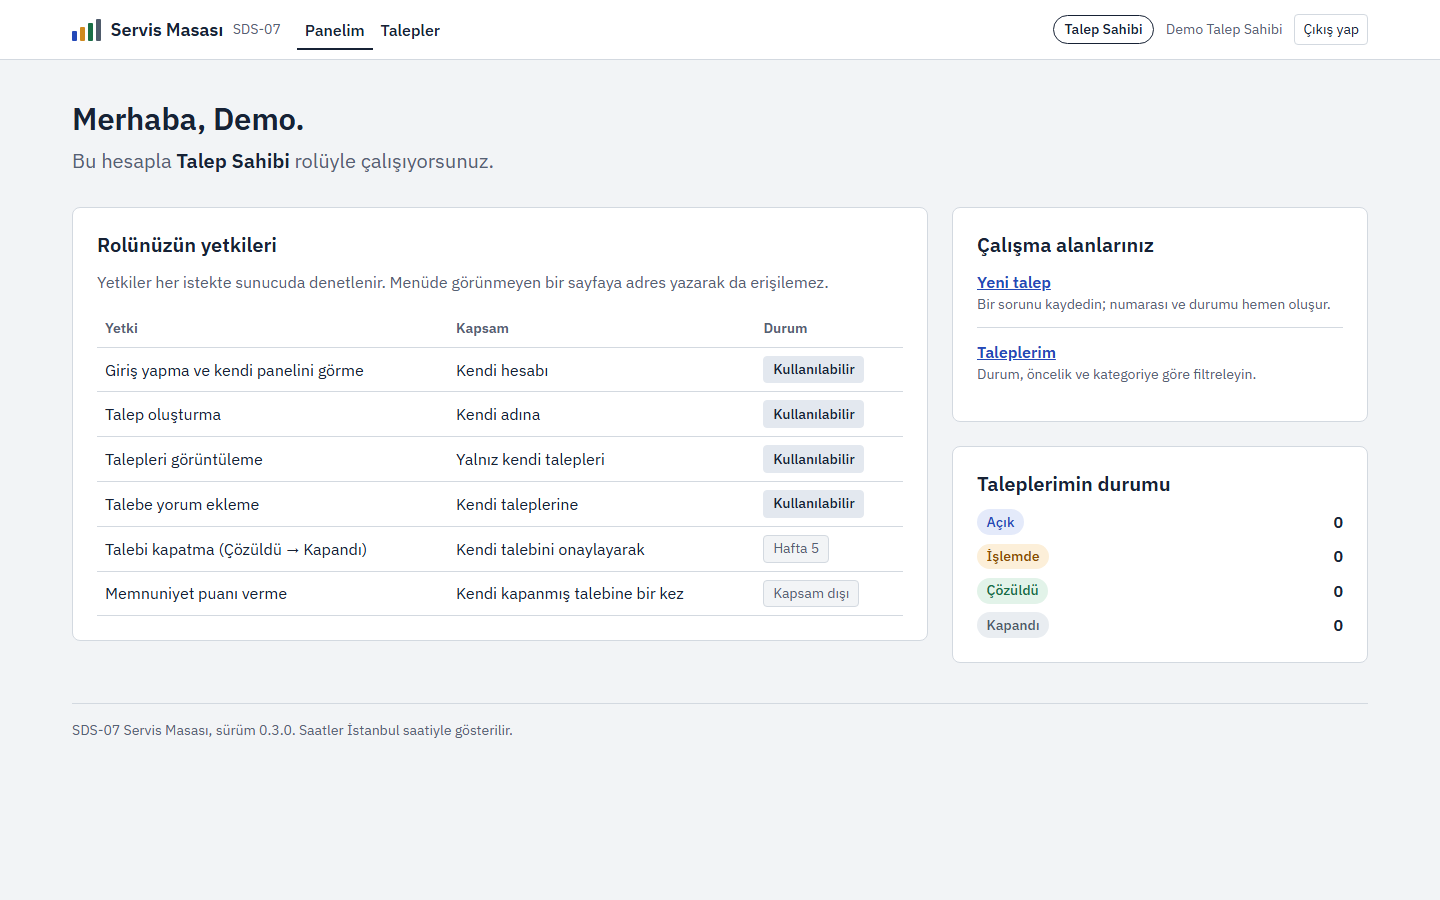 Servis Masası SDS-07 Panelim Talepler Talep Sahibi Demo Talep Sahibi Çıkış yap
Merhaba, Demo.
Bu hesapla Talep Sahibi rolüyle çalışıyorsunuz.
Rolünüzün yetkileri
Yetkiler her istekte sunucuda denetlenir. Menüde görünmeyen bir sayfaya adres yazarak da erişilemez.
Yetki Kapsam Durum
Giriş yapma ve kendi panelini görme Kendi hesabı Kullanılabilir
Talep oluşturma Kendi adına Kullanılabilir
Talepleri görüntüleme Yalnız kendi talepleri Kullanılabilir
Talebe yorum ekleme Kendi taleplerine Kullanılabilir
Talebi kapatma (Çözüldü → Kapandı) Kendi talebini onaylayarak Hafta 5
Memnuniyet puanı verme Kendi kapanmış talebine bir kez Kapsam dışı
Çalışma alanlarınız
Yeni talep
Bir sorunu kaydedin; numarası ve durumu hemen oluşur.
Taleplerim
Durum, öncelik ve kategoriye göre filtreleyin.
Taleplerimin durumu
Açık 0
İşlemde 0
Çözüldü 0
Kapandı 0
SDS-07 Servis Masası, sürüm 0.3.0. Saatler İstanbul saatiyle gösterilir.